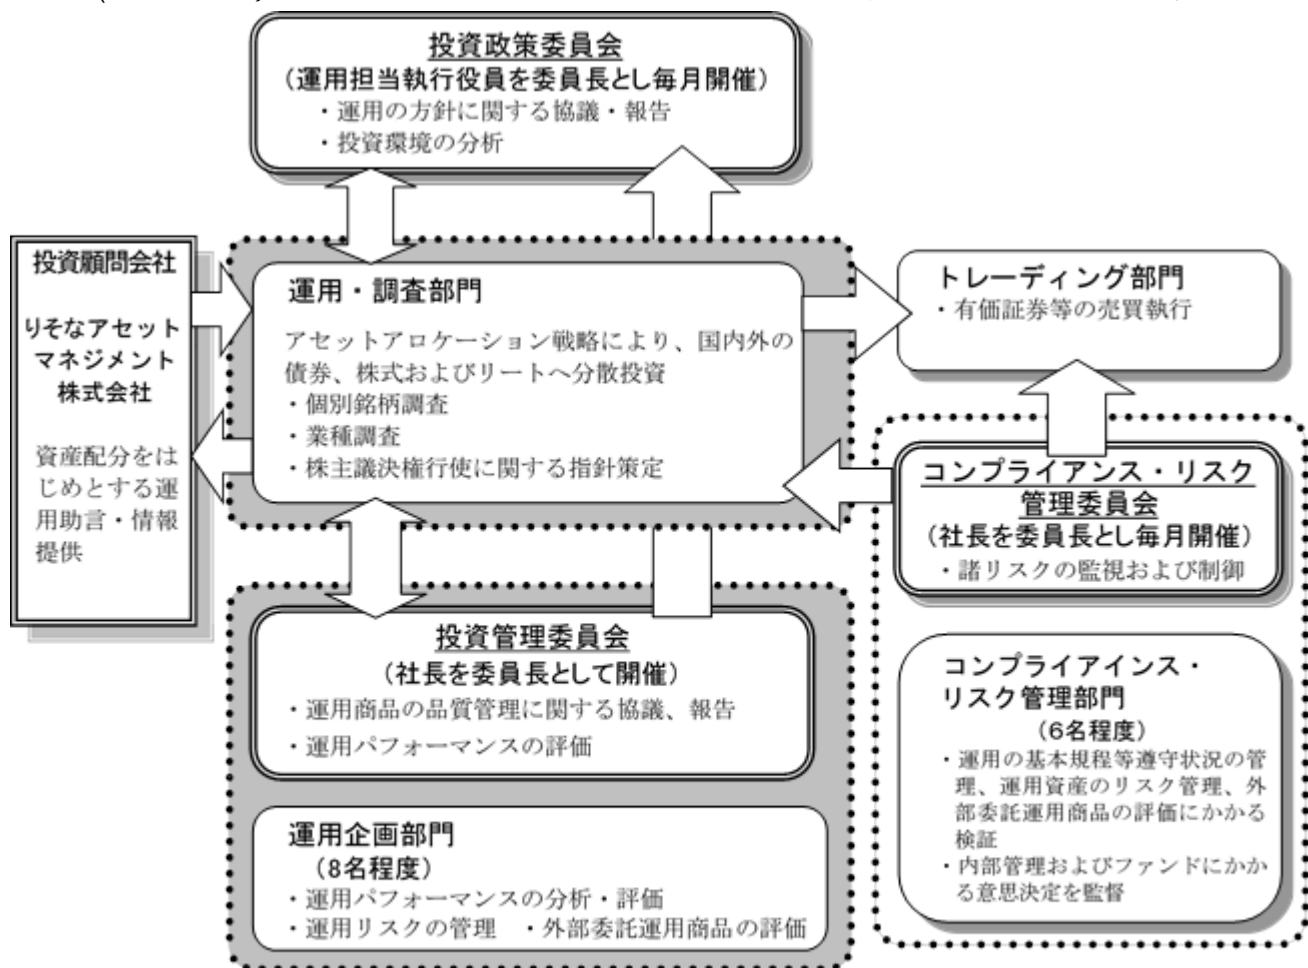 投資政策委員会
（運用担当執行役員を委員長とし毎月開催）
・運用の方針に関する協議・報告
・投資環境の分析
投資顧問会社
りそなアセット
マネジメント
株式会社
資産配分をは
じめとする運
用助言・情報
提供
運用・調査部門
アセットアロケーション戦略により、国内外の
債券、株式およびリートへ分散投資
・個別銘柄調査
・業種調査
・株主議決権行使に関する指針策定
トレーディング部門
・有価証券等の売買執行
コンプライアンス・リスク
管理委員会
（社長を委員長とし毎月開催）
・諸リスクの監視および制御
投資管理委員会
（社長を委員長として開催）
・運用商品の品質管理に関する協議、報告
・運用パフォーマンスの評価
運用企画部門
（8名程度）
・運用パフォーマンスの分析・評価
・運用リスクの管理　・外部委託運用商品の評価
コンプライアインス・
リスク管理部門
（６名程度）
・運用の基本規程等遵守状況の管
理、運用資産のリスク管理、外
部委託運用商品の評価にかかる
検証
・内部管理およびファンドにかか
る意思決定を監督